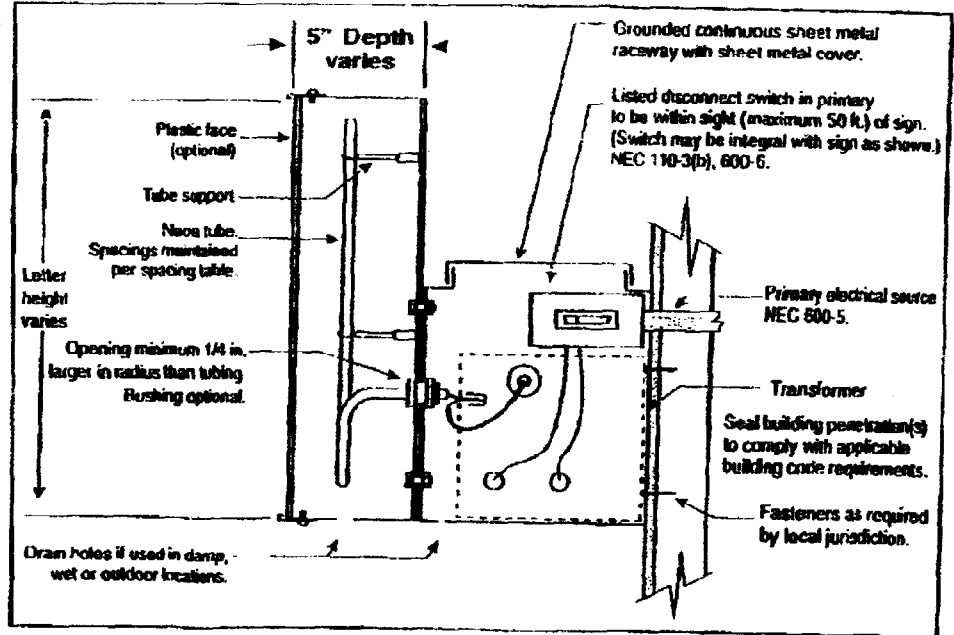 5" Depth
varies
Grounded continuous sheet metal
raceway with sheet metal cover.
Listed disconnect switch in primary
to be within sight (maximum 50 ft.) of sign.
(Switch may be integral with sign as shown.)
NEC 110-3(b), 600-6.
Plastic face
(optional)
Tube support
Neon tube.
Spacings maintained
per spacing table.
Letter
height
varies
Opening minimum 1/4 in.
larger in radius than tubing
Bushing optional.
Primary electrical source
NEC 600-5.
Transformer
Seal building penetration(s)
to comply with applicable
building code requirements.
Fasteners as required
by local jurisdiction.
Drain holes if used in damp,
wet or outdoor locations.